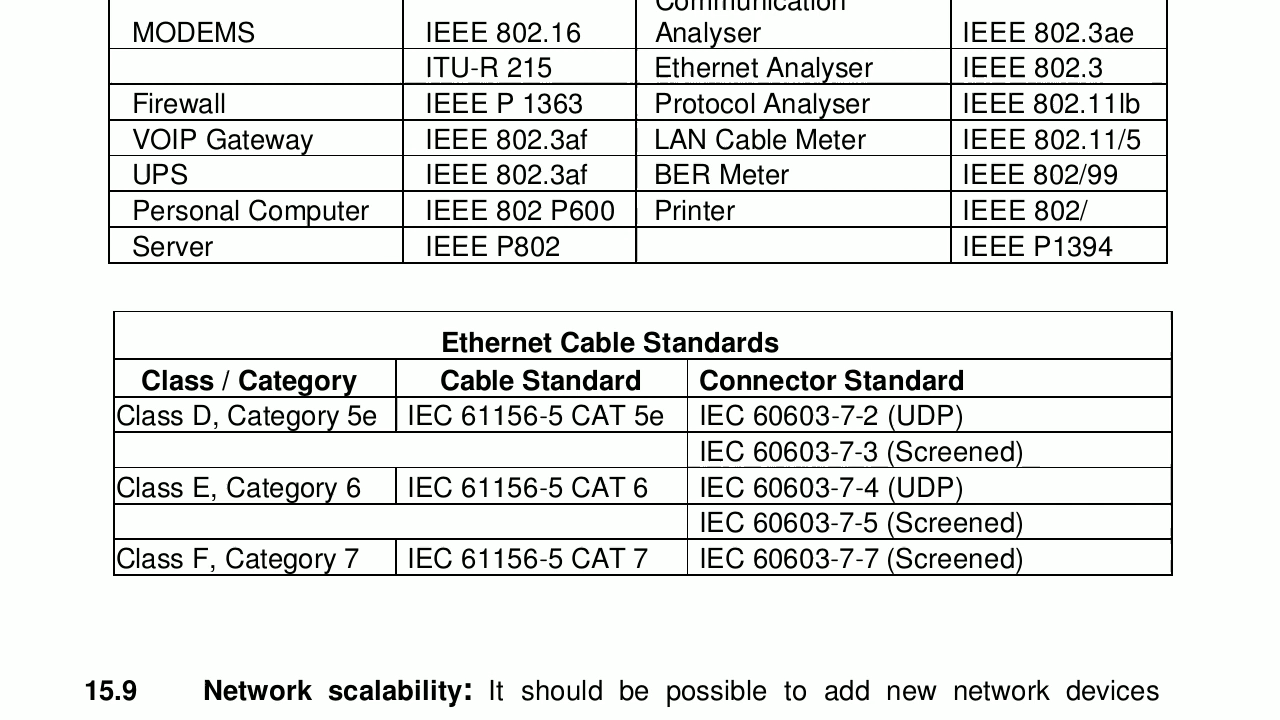 Communication
MODEMS IEEE 802.16 Analyser IEEE 802.3ae
ITU-R 215 Ethernet Analyser IEEE 802.3
Firewall IEEE P 1363 Protocol Analyser IEEE 802.11lb
VOIP Gateway IEEE 802.3af LAN Cable Meter IEEE 802.11/5
UPS IEEE 802.3af BER Meter IEEE 802/99
Personal Computer IEEE 802 P600 Printer IEEE 802/
Server IEEE P802 IEEE P1394
Ethernet Cable Standards
Class / Category Cable Standard Connector Standard
Class D, Category 5e IEC 61156-5 CAT 5e IEC 60603-7-2 (UDP)
IEC 60603-7-3 (Screened)
Class E, Category 6 IEC 61156-5 CAT 6 IEC 60603-7-4 (UDP)
IEC 60603-7-5 (Screened)
Class F, Category 7 IEC 61156-5 CAT 7 IEC 60603-7-7 (Screened)
15.9 Network scalability: It should be possible to add new network devices